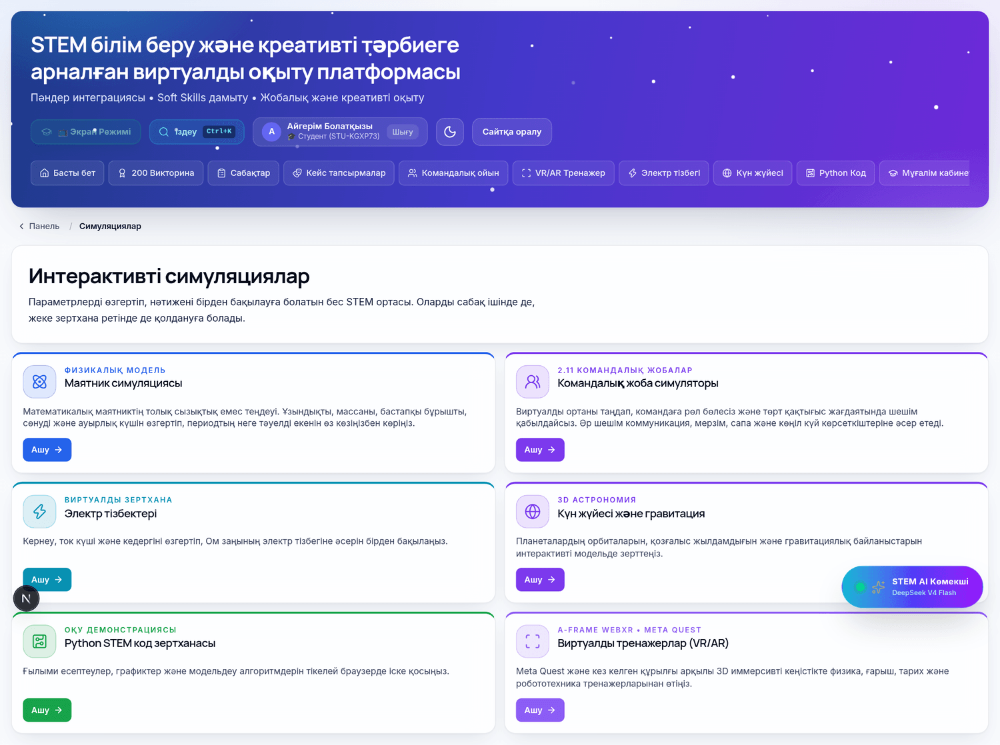 STEM білім беру және креативті тәрбиеге
арналған виртуалды оқыту платформасы
Пәндер интеграциясы • Soft Skills дамыту • Жобалық және креативті оқыту
📺 Экран Режимі
Іздеу Ctrl+K
А
Айгерім Болатқызы
🎓 Студент (STU-KGXP73)
Шығу
Сайтқа оралу
Басты бет
200 Викторина
Сабақтар
Кейс тапсырмалар
Командалық ойын
VR/AR Тренажер
Электр тізбегі
Күн жүйесі
Python Код
Мұғалім кабине
Панель / Симуляциялар
Интерактивті симуляциялар
Параметрлерді өзгертіп, нәтижені бірден бақылауға болатын бес STEM ортасы. Оларды сабақ ішінде де,
жеке зертхана ретінде де қолдануға болады.
ФИЗИКАЛЫҚ МОДЕЛЬ
Маятник симуляциясы
Математикалық маятниктің толық сызықтық емес теңдеуі. Ұзындықты, массаны, бастапқы бұрышты,
сөнуді және ауырлық күшін өзгертіп, периодтың неге тәуелді екенін өз көзіңізбен көріңіз.
Ашу →
2.11 КОМАНДАЛЫҚ ЖОБАЛАР
Командалық жоба симуляторы
Виртуалды ортаны таңдап, командаға рөл бөлесіз және төрт қақтығыс жағдаятында шешім
қабылдайсыз. Әр шешім коммуникация, мерзім, сапа және көңіл күй көрсеткіштеріне әсер етеді.
Ашу →
ВИРТУАЛДЫ ЗЕРТХАНА
Электр тізбектері
Кернеу, ток күші және кедергіні өзгертіп, Ом заңының электр тізбегіне әсерін бірден бақылаңыз.
Ашу →
3D АСТРОНОМИЯ
Күн жүйесі және гравитация
Планеталардың орбиталарын, қозғалыс жылдамдығын және гравитациялық байланыстарын
интерактивті модельде зерттеңіз.
Ашу →
N
STEM AI Көмекші
DeepSeek V4 Flash
ОҚУ ДЕМОНСТРАЦИЯСЫ
Python STEM код зертханасы
Ғылыми есептеулер, графиктер және модельдеу алгоритмдерін тікелей браузерде іске қосыңыз.
Ашу →
A-FRAME WEBXR • META QUEST
Виртуалды тренажерлар (VR/AR)
Meta Quest және кез келген құрылғы арқылы 3D иммерсивті кеңістікте физика, ғарыш, тарих және
робототехника тренажерларынан өтіңіз.
Ашу →